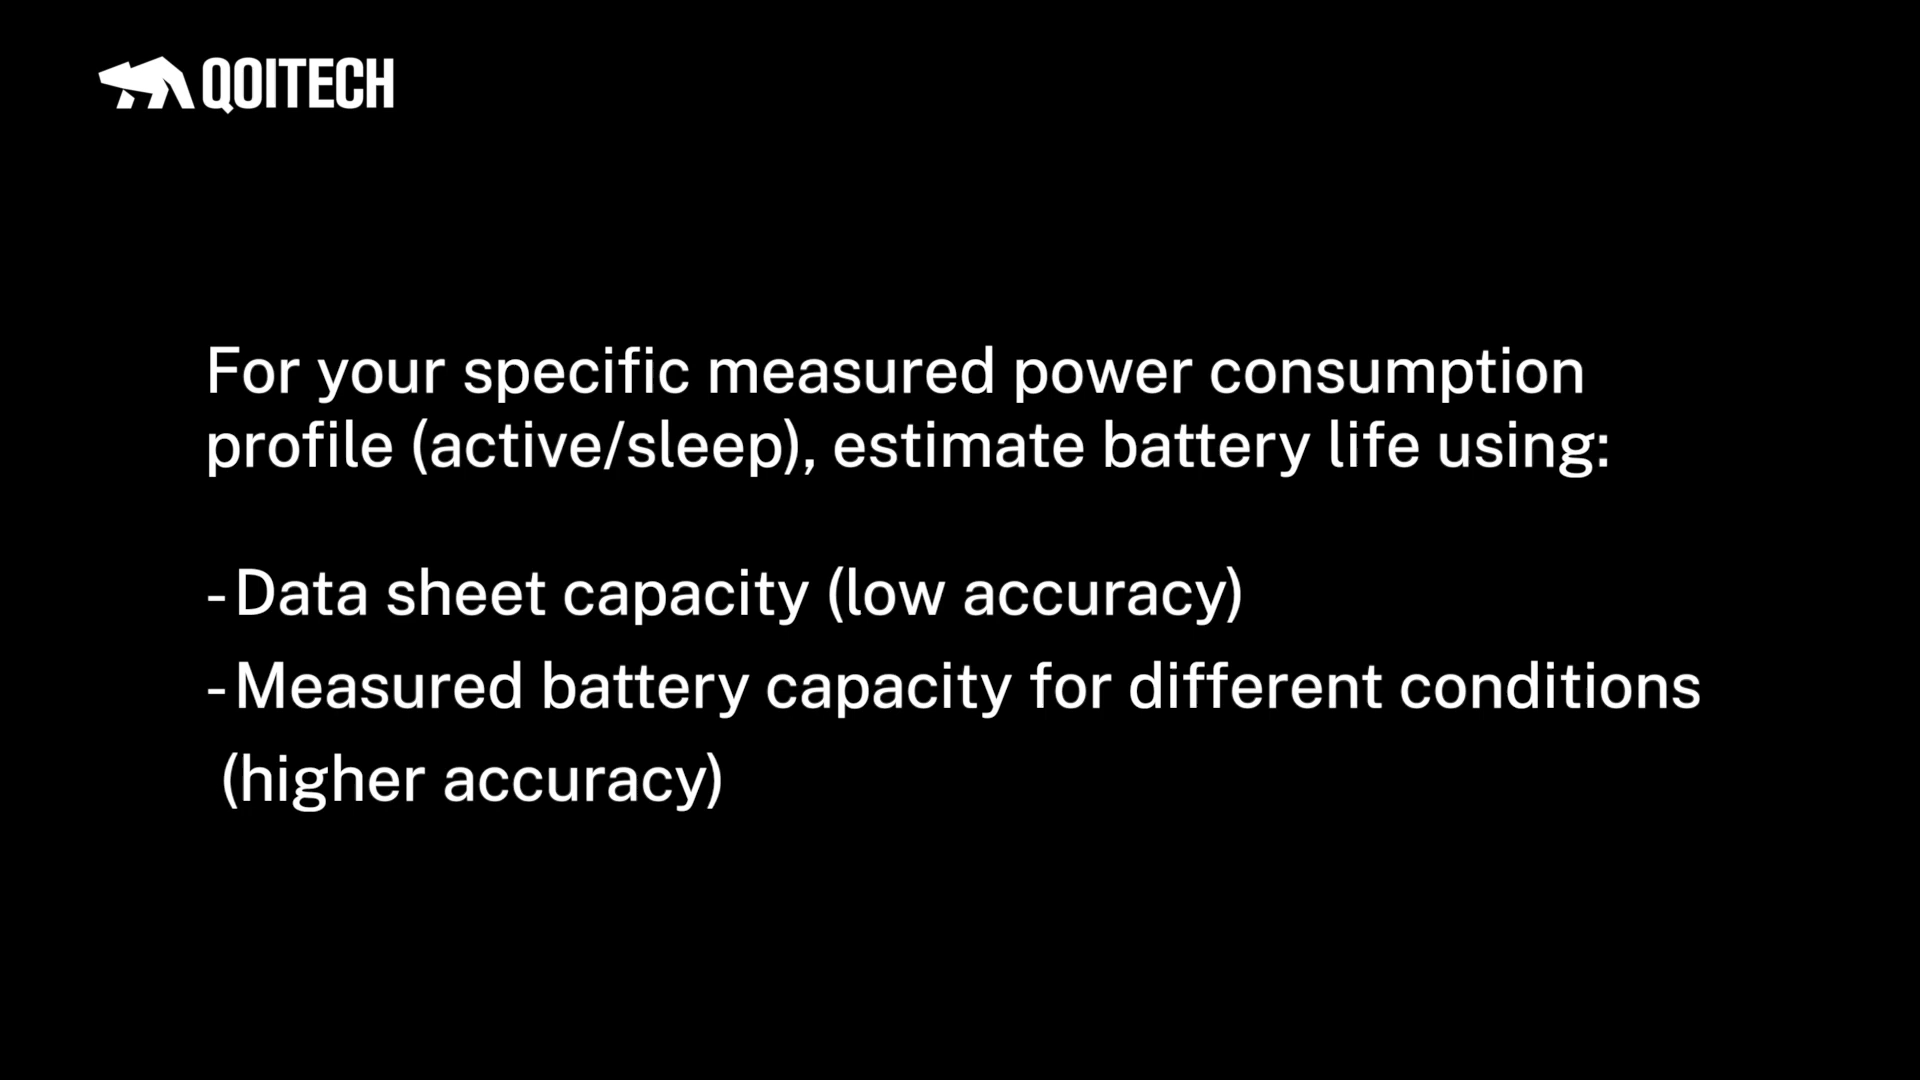 QOITECH
For your specific measured power consumption
profile (active/sleep), estimate battery life using:
- Data sheet capacity (low accuracy)
- Measured battery capacity for different conditions
(higher accuracy)